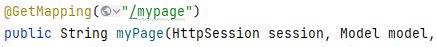 @GetMapping("/mypage")
public String myPage(HttpSession session, Model model,